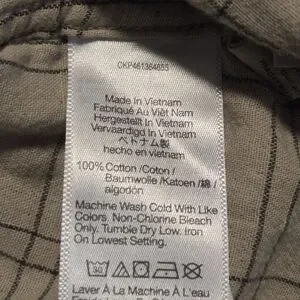 CKP461364655
Made In Vietnam
Fabriqué Au Viêt Nam
Hergestellt In Vietnam
Vervaardigd In Vietnam
ベトナム製
hecho en vietnam
100% Cotton /Coton /
Baumwolle /Katoen /綿 /
algodón
Machine Wash Cold With Like
Colors. Non-Chlorine Bleach
Only. Tumble Dry Low. Iron
On Lowest Setting.
Laver À La Machine À L'eau